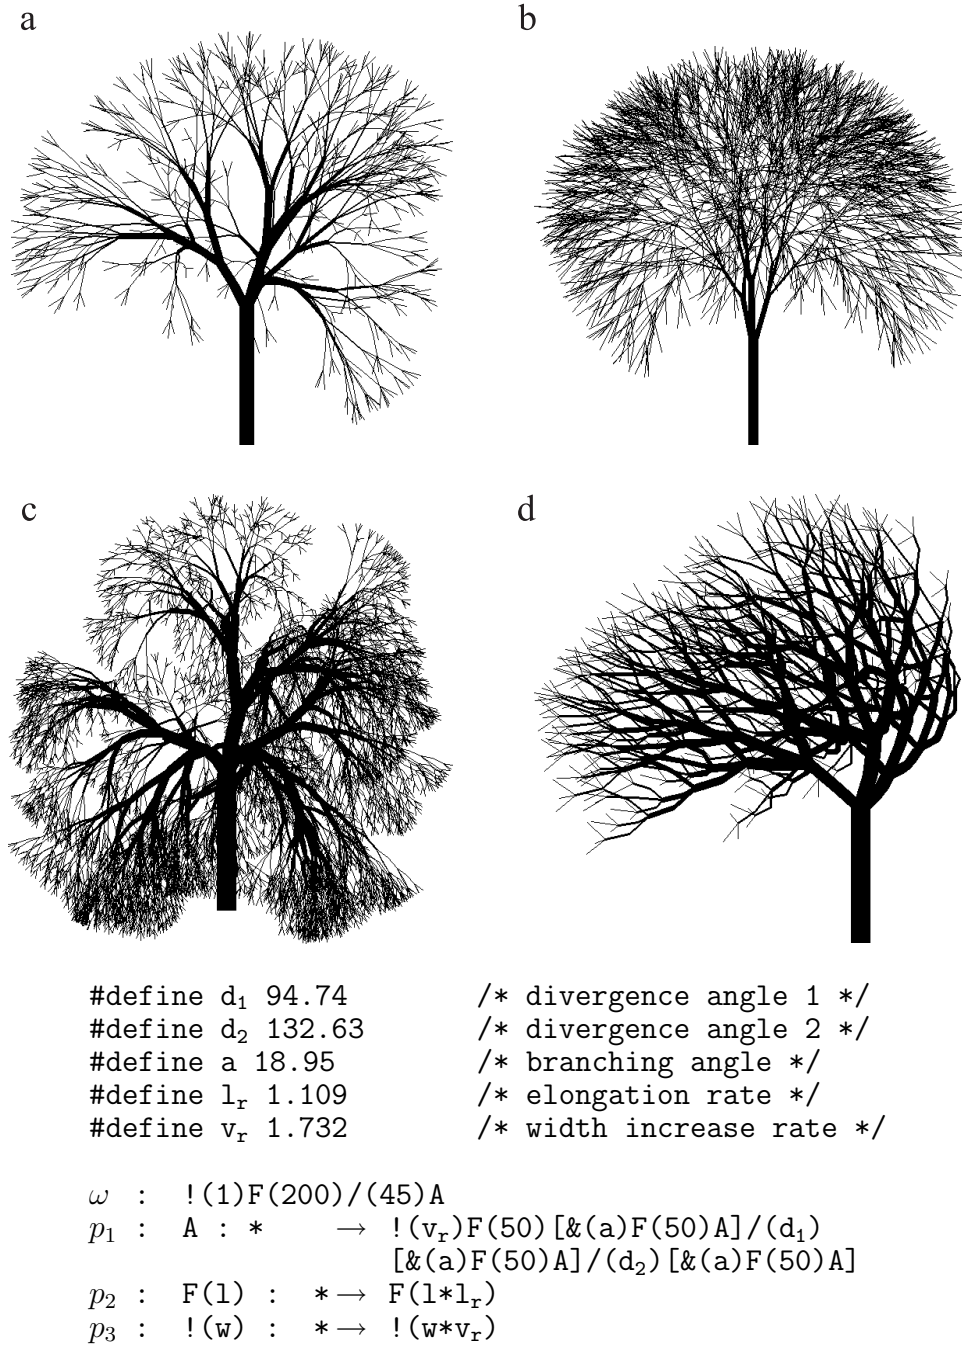 a
b
c
d
#define d₁ 94.74 /* divergence angle 1 */
#define d₂ 132.63 /* divergence angle 2 */
#define a 18.95 /* branching angle */
#define lᵣ 1.109 /* elongation rate */
#define vᵣ 1.732 /* width increase rate */
ω : !(1)F(200)/(45)A
p₁ : A : * → !(vᵣ)F(50)[&(a)F(50)A]/(d₁)
[&(a)F(50)A]/(d₂)[&(a)F(50)A]
p₂ : F(l) : * → F(l*lᵣ)
p₃ : !(w) : * → !(w*vᵣ)